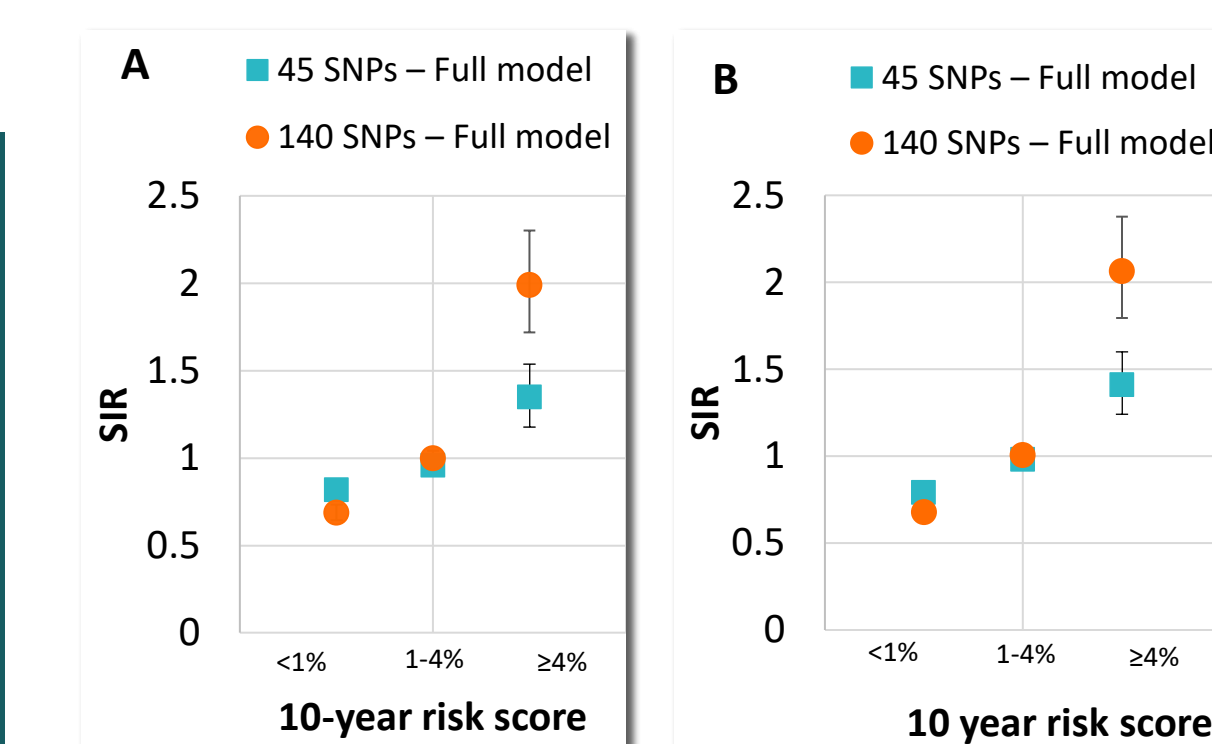 A
45 SNPs – Full model
140 SNPs – Full model
2.5
2
1.5
1
0.5
0
SIR
<1% 1-4% ≥4%
10-year risk score
B
45 SNPs – Full model
140 SNPs – Full model
2.5
2
1.5
1
0.5
0
SIR
<1% 1-4% ≥4%
10 year risk score